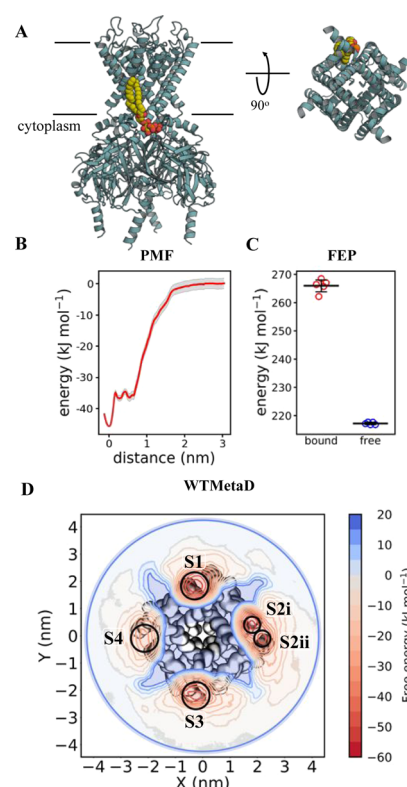 A
90°
cytoplasm
B
PMF
C
FEP
energy (kJ mol⁻¹)
0
-10
-20
-30
-40
0
1
2
3
distance (nm)
energy (kJ mol⁻¹)
270
260
250
240
230
220
bound
free
D
WTMetaD
Y (nm)
4
3
2
1
0
−1
−2
−3
−4
S1
S2i
S2ii
S4
S3
−4 −3 −2 −1 0 1 2 3 4
X (nm)
20
10
0
−10
−20
−30
−40
−50
−60
Free energy (kJ mol⁻¹)